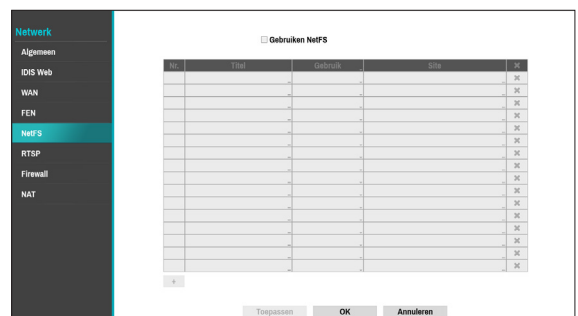 Netwerk
Algemeen
IDIS Web
WAN
FEN
NetFS
RTSP
Firewall
NAT
Gebruiken NetFS
Nr. Titel Gebruik Site
Toepassen OK Annuleren